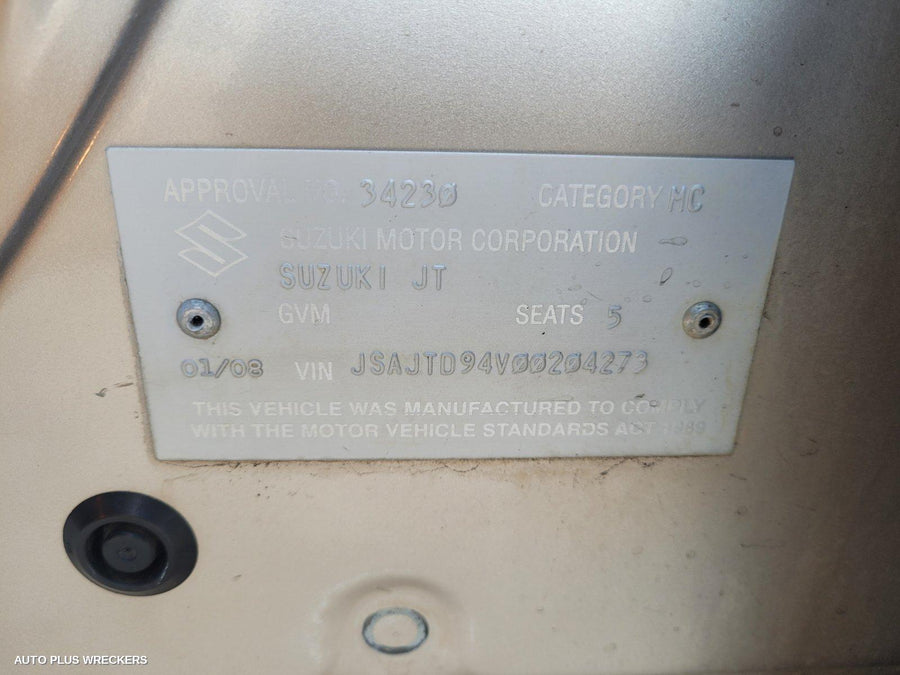 APPROVAL NO. 34230 CATEGORY MC
SUZUKI MOTOR CORPORATION
SUZUKI JT
GVM SEATS 5
01/08 VIN JSAJTD94V00204273
THIS VEHICLE WAS MANUFACTURED TO COMPLY
WITH THE MOTOR VEHICLE STANDARDS ACT 1989
AUTO PLUS WRECKERS